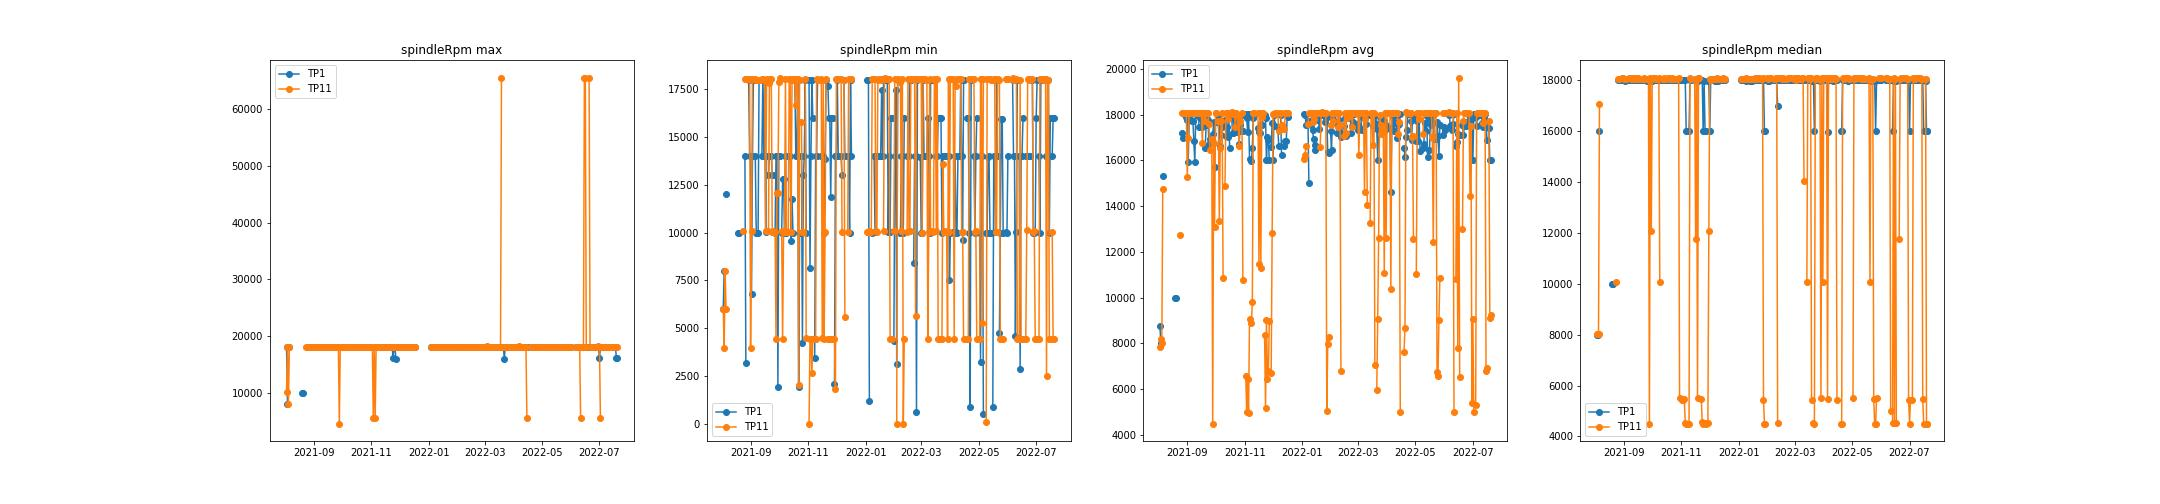 spindleRpm max
TP1
TP11
60000
50000
40000
30000
20000
10000
2021-09 2021-11 2022-01 2022-03 2022-05 2022-07
spindleRpm min
17500
15000
12500
10000
7500
5000
2500
0
TP1
TP11
2021-09 2021-11 2022-01 2022-03 2022-05 2022-07
spindleRpm avg
TP1
TP11
20000
18000
16000
14000
12000
10000
8000
6000
4000
2021-09 2021-11 2022-01 2022-03 2022-05 2022-07
spindleRpm median
18000
16000
14000
12000
10000
8000
6000
4000
TP1
TP11
2021-09 2021-11 2022-01 2022-03 2022-05 2022-07